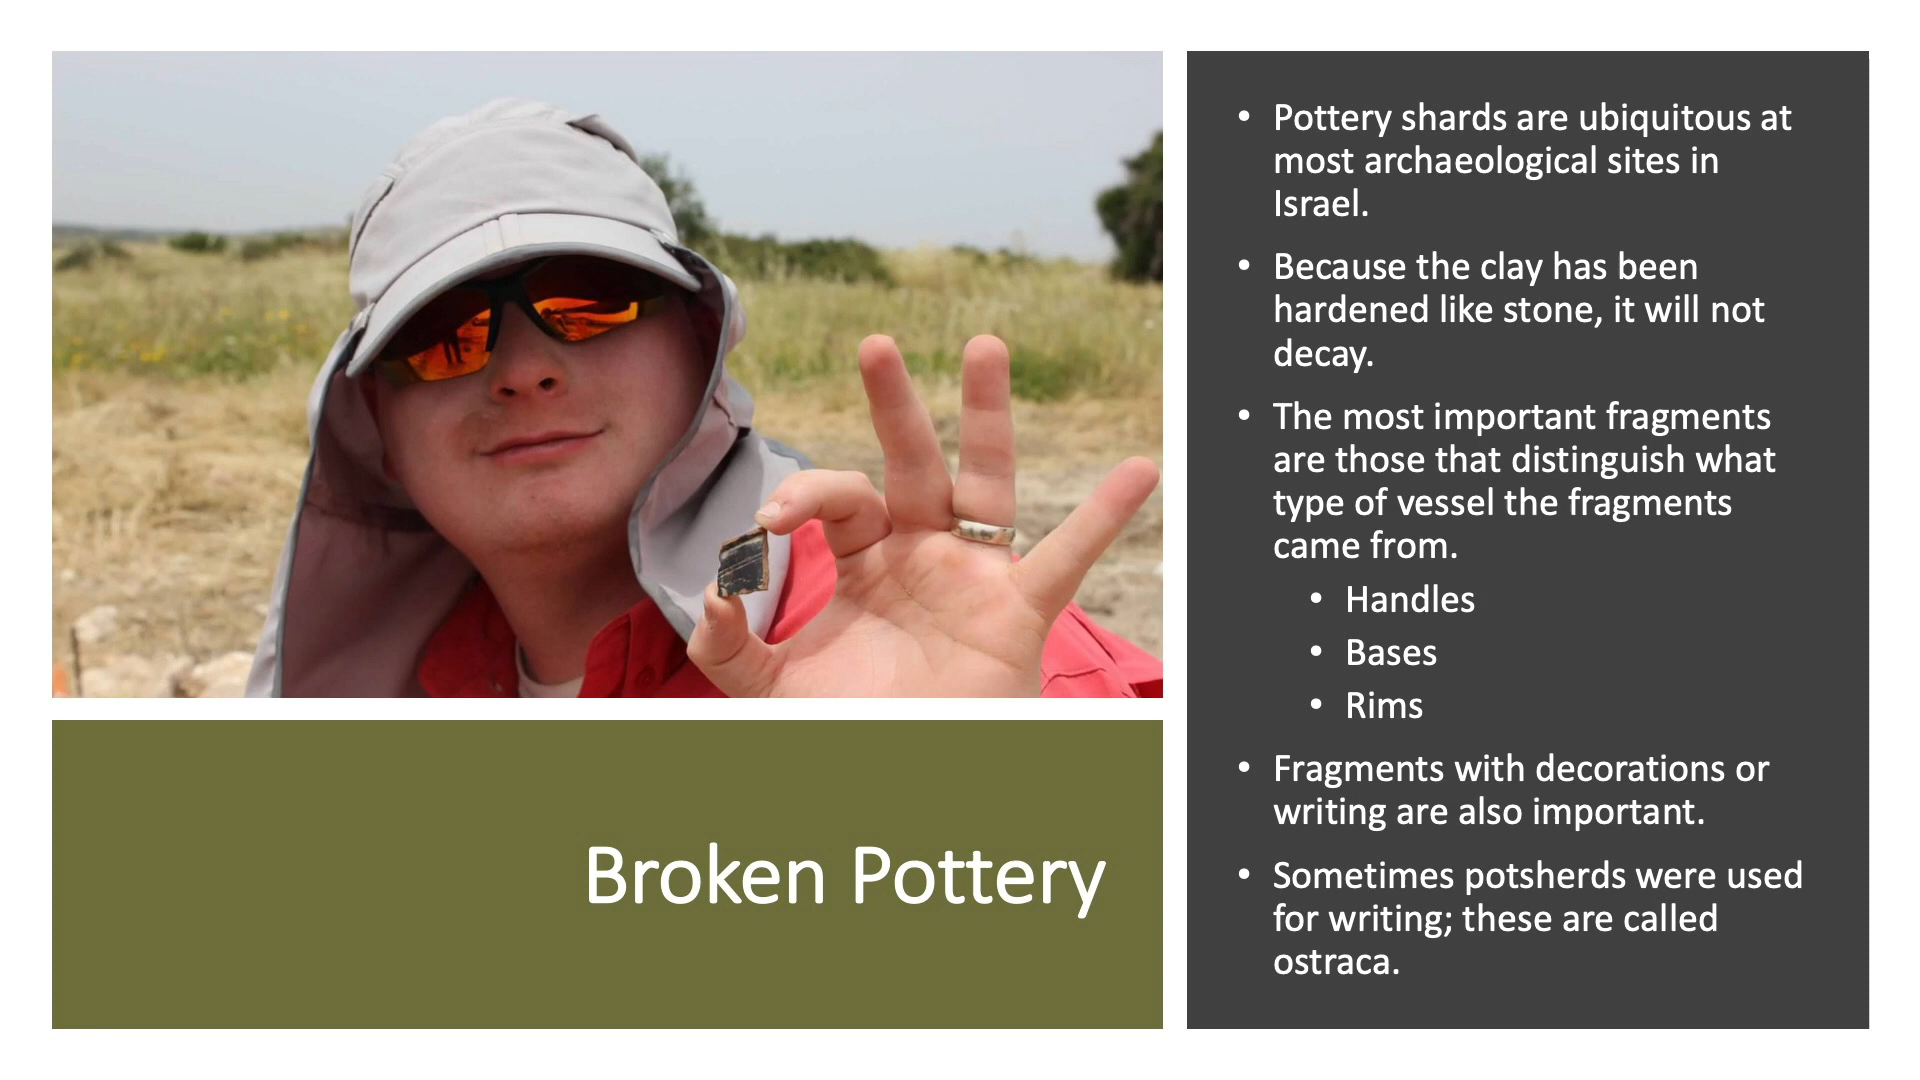 Broken Pottery
• Pottery shards are ubiquitous at
most archaeological sites in
Israel.
• Because the clay has been
hardened like stone, it will not
decay.
• The most important fragments
are those that distinguish what
type of vessel the fragments
came from.
• Handles
• Bases
• Rims
• Fragments with decorations or
writing are also important.
• Sometimes potsherds were used
for writing; these are called
ostraca.